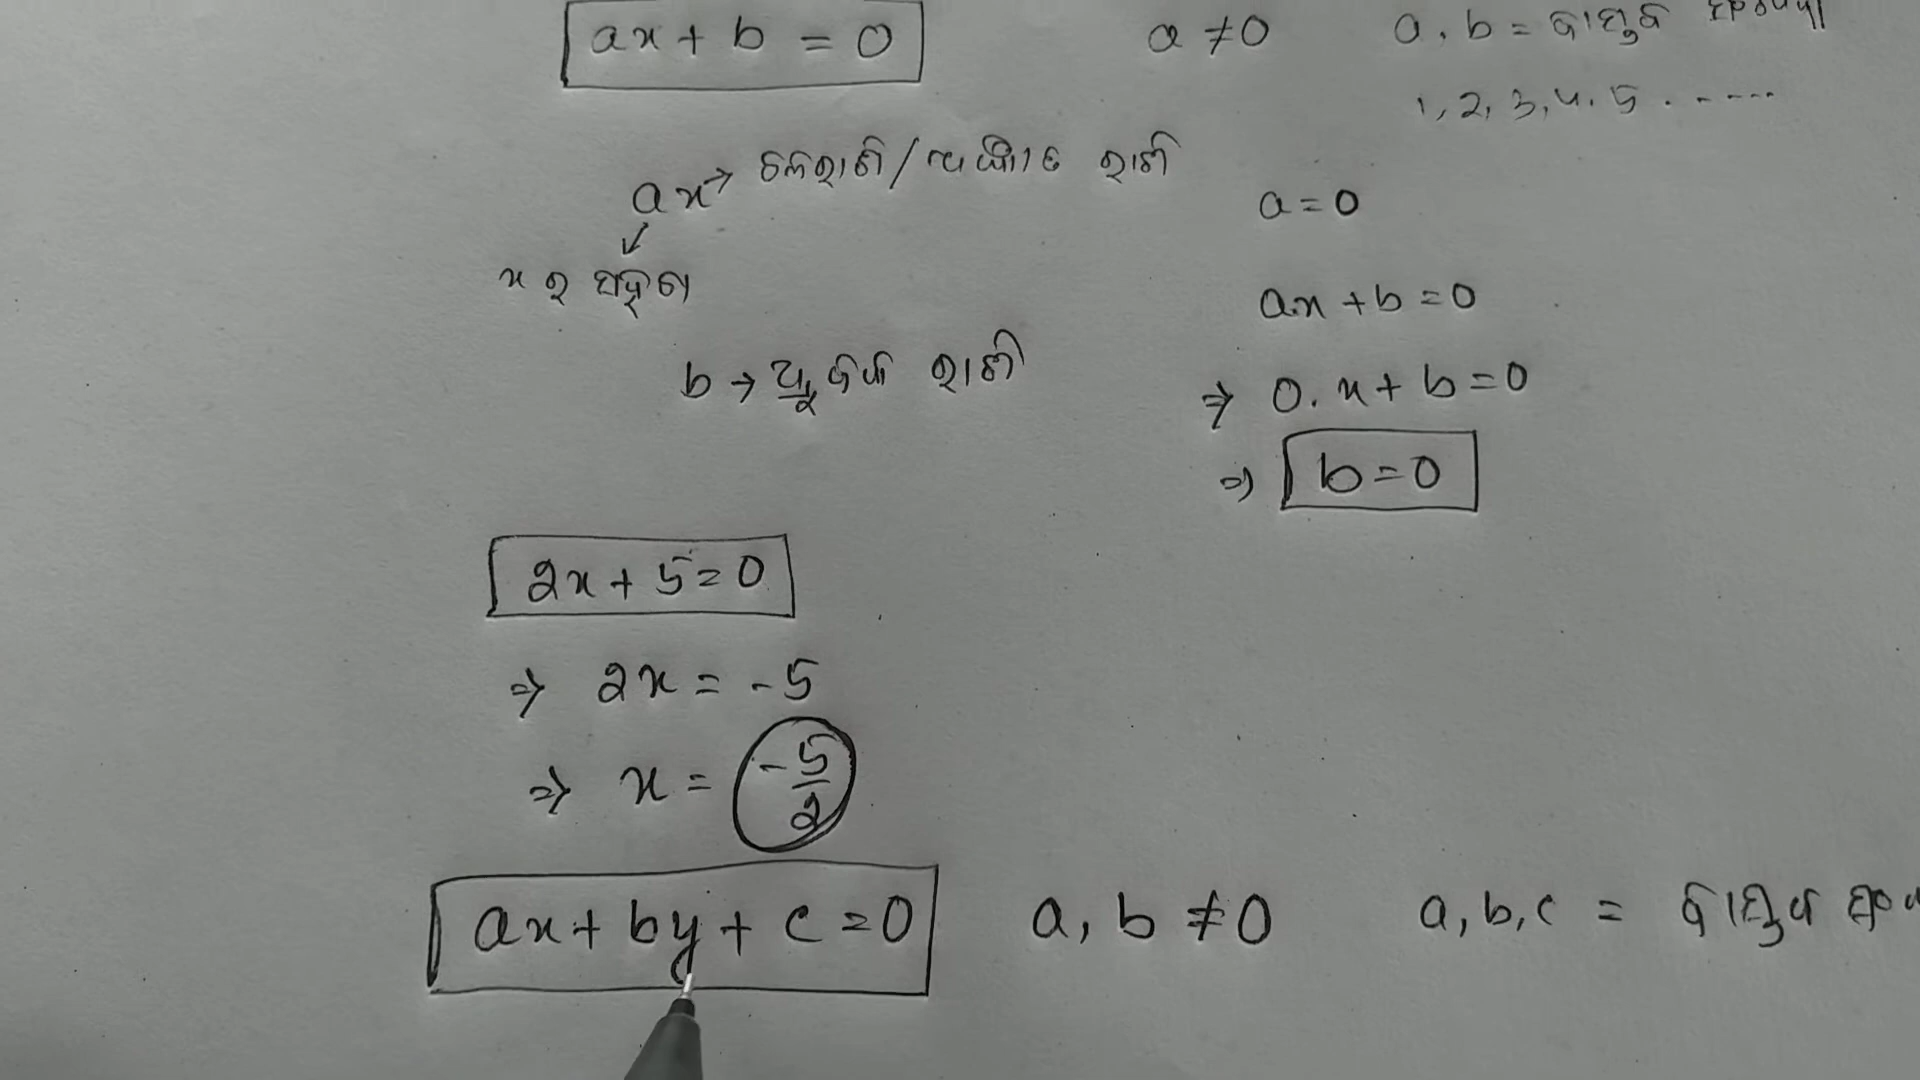 ax + b = 0 a ≠ 0 a, b = ବାସ୍ତବ
1, 2, 3, 4, 5 . - - - -
ax → ଚଳରାଶି / ଅଜ୍ଞାତ ରାଶି
a = 0
x ର ସହଗ
ax + b = 0
b → ଧ୍ରୁବକ ରାଶି
⇒ 0. x + b = 0
⇒ b = 0
2x + 5 = 0
⇒ 2x = -5
⇒ x = -5/2
ax + by + c = 0 a, b ≠ 0 a, b, c = ବାସ୍ତବ